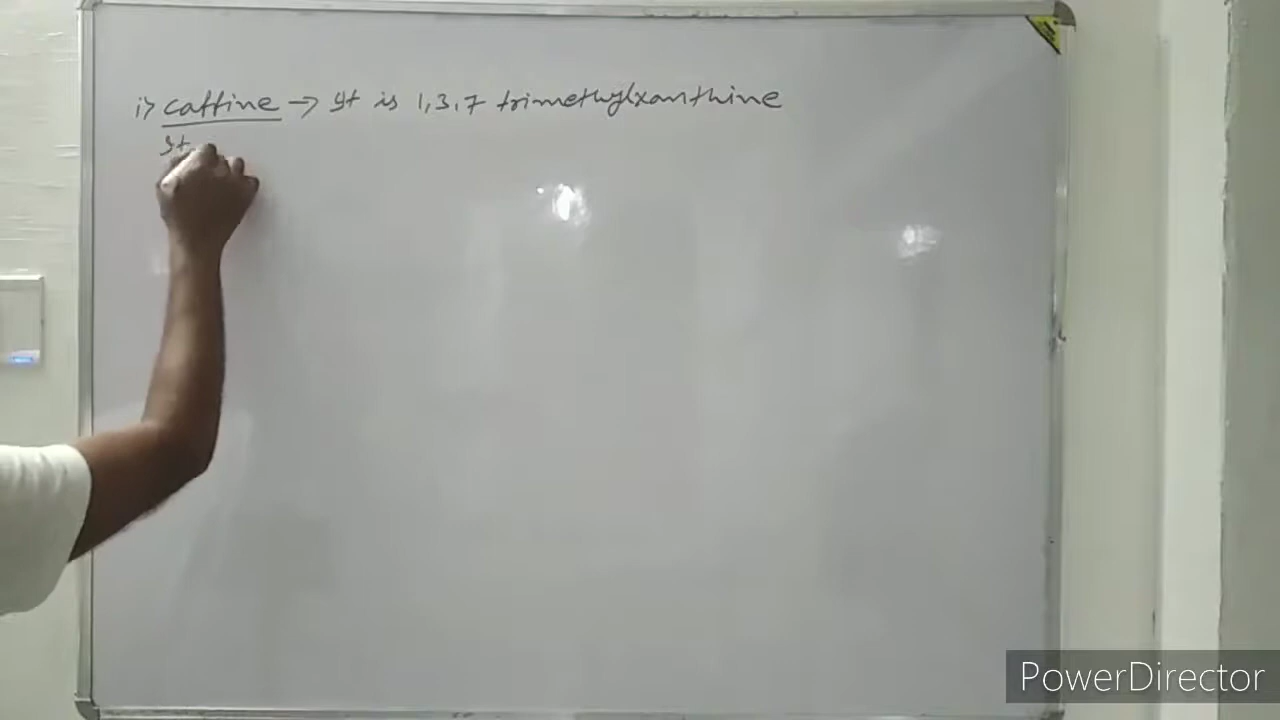 i> caffine → It is 1,3,7 trimethylxanthine
It
PowerDirector